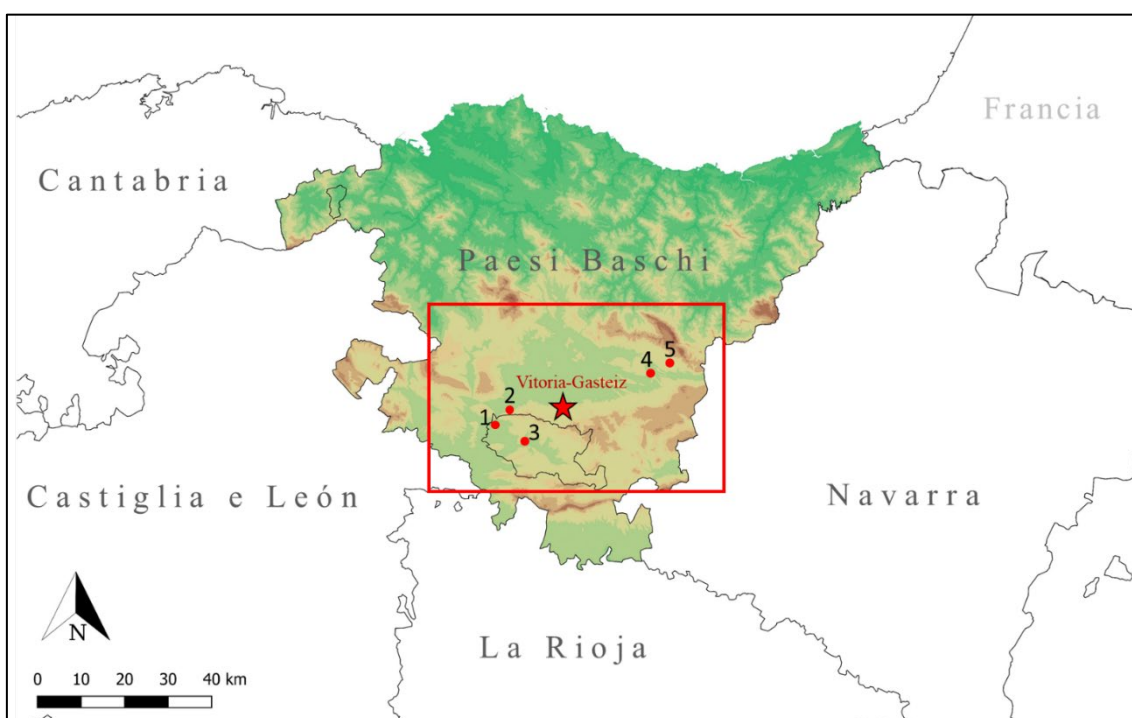 Francia
Cantabria
Paesi Baschi
5
4
Vitoria-Gasteiz
2
1
3
Castiglia e León
Navarra
N
La Rioja
0 10 20 30 40 km